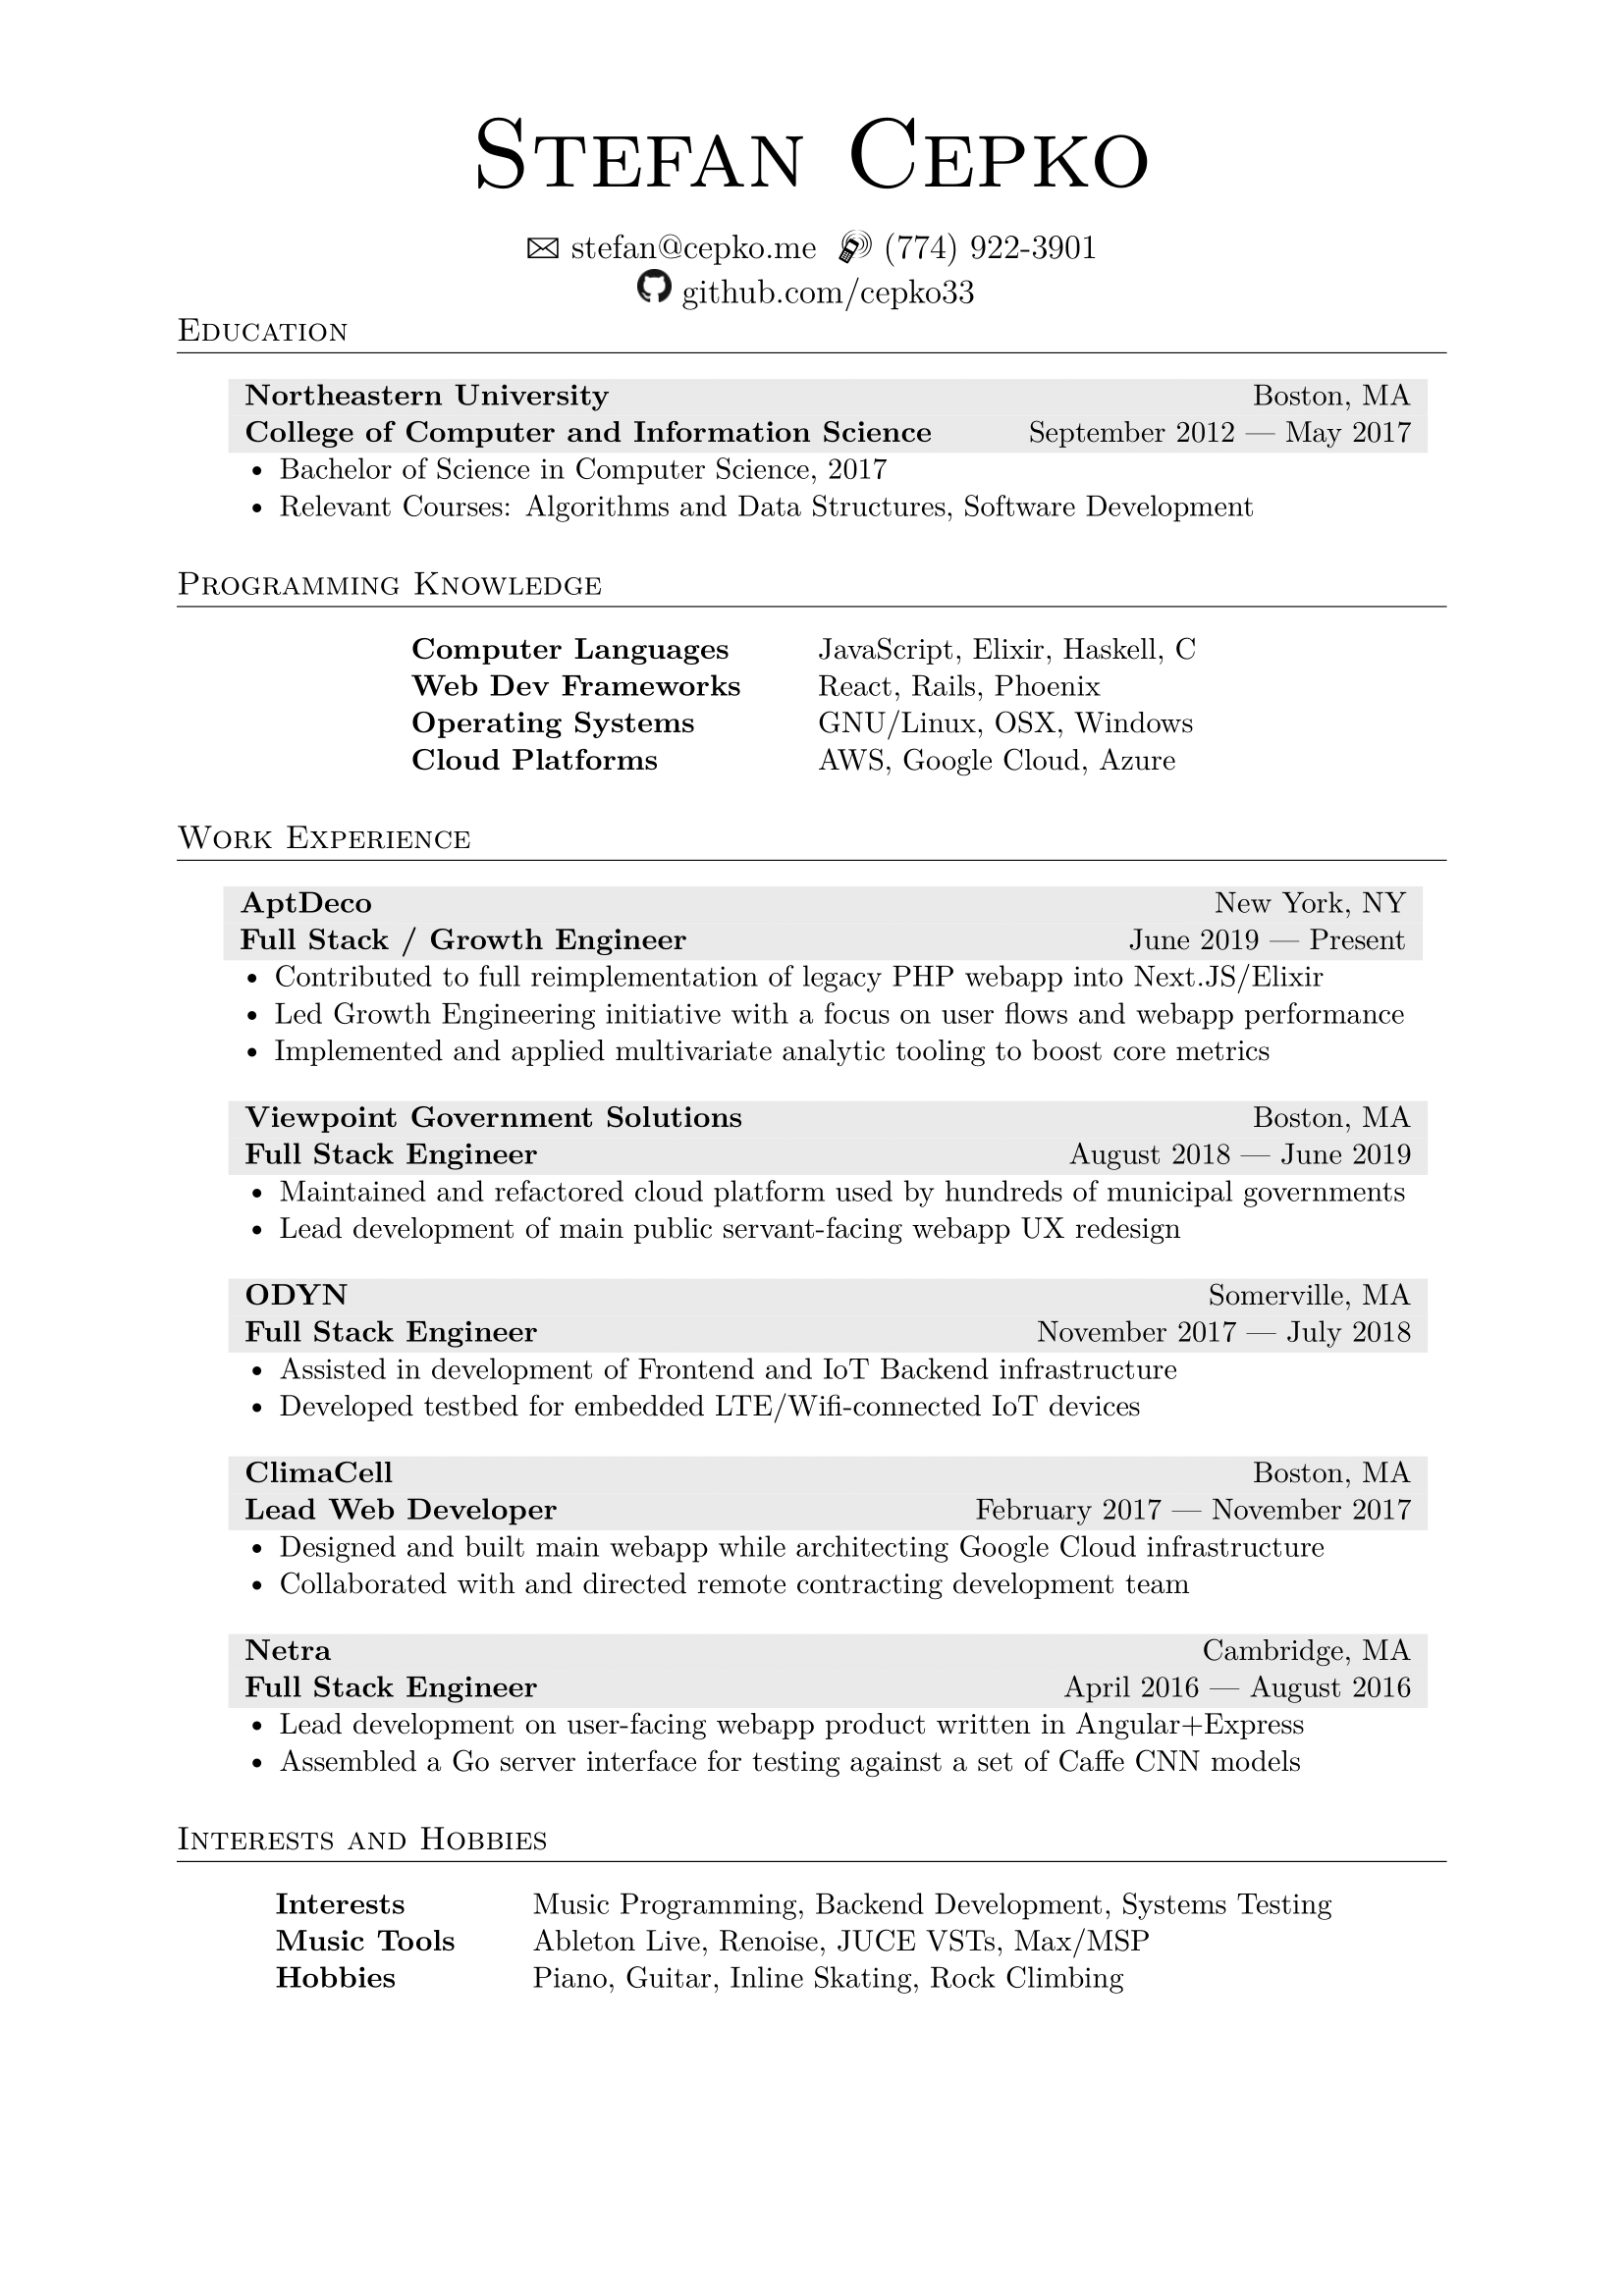 Stefan Cepko
stefan@cepko.me (774) 922-3901
github.com/cepko33
Education
Northeastern University Boston, MA
College of Computer and Information Science September 2012 — May 2017
• Bachelor of Science in Computer Science, 2017
• Relevant Courses: Algorithms and Data Structures, Software Development
Programming Knowledge
Computer Languages JavaScript, Elixir, Haskell, C
Web Dev Frameworks React, Rails, Phoenix
Operating Systems GNU/Linux, OSX, Windows
Cloud Platforms AWS, Google Cloud, Azure
Work Experience
AptDeco New York, NY
Full Stack / Growth Engineer June 2019 — Present
• Contributed to full reimplementation of legacy PHP webapp into Next.JS/Elixir
• Led Growth Engineering initiative with a focus on user flows and webapp performance
• Implemented and applied multivariate analytic tooling to boost core metrics
Viewpoint Government Solutions Boston, MA
Full Stack Engineer August 2018 — June 2019
• Maintained and refactored cloud platform used by hundreds of municipal governments
• Lead development of main public servant-facing webapp UX redesign
ODYN Somerville, MA
Full Stack Engineer November 2017 — July 2018
• Assisted in development of Frontend and IoT Backend infrastructure
• Developed testbed for embedded LTE/Wifi-connected IoT devices
ClimaCell Boston, MA
Lead Web Developer February 2017 — November 2017
• Designed and built main webapp while architecting Google Cloud infrastructure
• Collaborated with and directed remote contracting development team
Netra Cambridge, MA
Full Stack Engineer April 2016 — August 2016
• Lead development on user-facing webapp product written in Angular+Express
• Assembled a Go server interface for testing against a set of Caffe CNN models
Interests and Hobbies
Interests Music Programming, Backend Development, Systems Testing
Music Tools Ableton Live, Renoise, JUCE VSTs, Max/MSP
Hobbies Piano, Guitar, Inline Skating, Rock Climbing